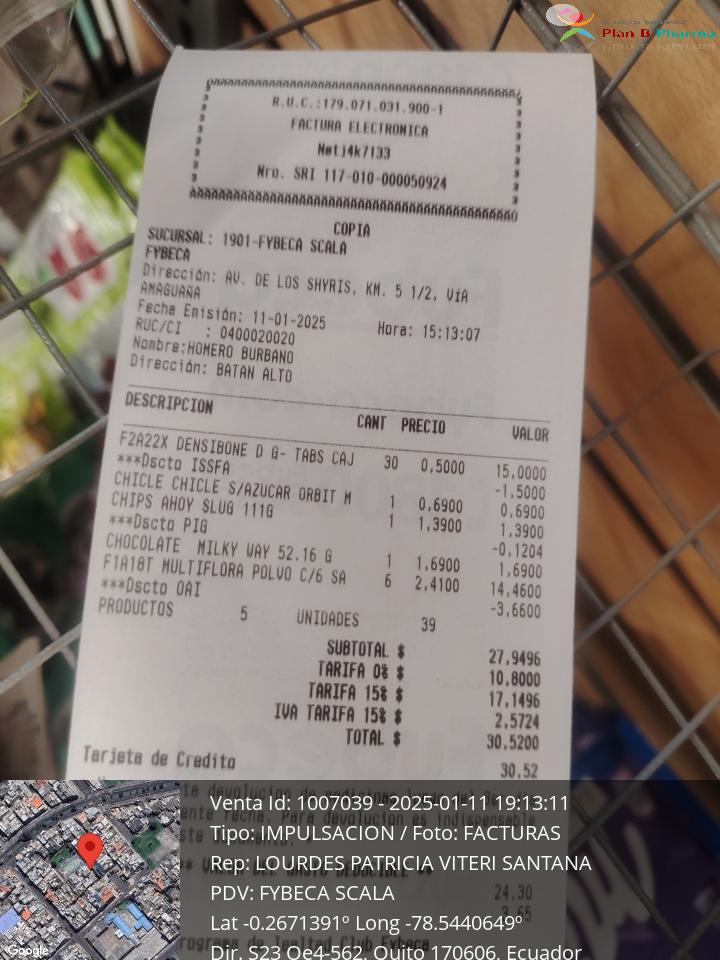 Plan B Pharma
R.U.C.:179.071.031.900-1
FACTURA ELECTRONICA
Netj4k7133
Nro. SRI 117-010-000050924
COPIA
SUCURSAL: 1901-FYBECA SCALA
FYBECA
Dirección: AV. DE LOS SHYRIS, KM. 5 1/2, VíA
AMAGUAÑA
Fecha Emisión: 11-01-2025 Hora: 15:13:07
RUC/CI : 0400020020
Nombre:HOMERO BURBANO
Dirección: BATAN ALTO
DESCRIPCION CANT PRECIO VALOR
F2A22X DENSIBONE D G- TABS CAJ 30 0,5000 15,0000
***Dscto ISSFA -1,5000
CHICLE CHICLE S/AZUCAR ORBIT M 1 0,6900 0,6900
CHIPS AHOY SLUG 111G 1 1,3900 1,3900
***Dscto PIG -0,1204
CHOCOLATE MILKY WAY 52.16 G 1 1,6900 1,6900
F1A18T MULTIFLORA POLVO C/6 SA 6 2,4100 14,4600
***Dscto OAI -3,6600
PRODUCTOS 5 UNIDADES 39
SUBTOTAL $ 27,9496
TARIFA 0% $ 10,8000
TARIFA 15% $ 17,1496
IVA TARIFA 15% $ 2,5724
TOTAL $ 30,5200
Tarjeta de Credito 30,52
Venta Id: 1007039 - 2025-01-11 19:13:11
Tipo: IMPULSACION / Foto: FACTURAS
Rep: LOURDES PATRICIA VITERI SANTANA
PDV: FYBECA SCALA
24.30
Lat -0.2671391º Long -78.5440649º
Dir. S23 Oe4-562, Quito 170606, Ecuador
Google